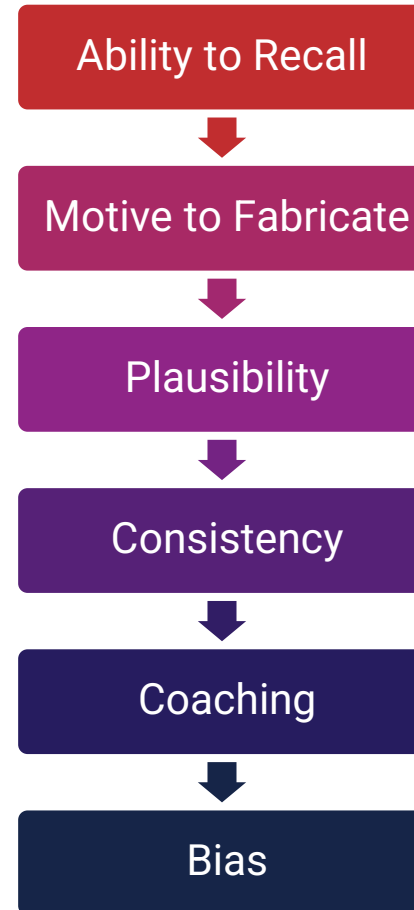 Ability to Recall
Motive to Fabricate
Plausibility
Consistency
Coaching
Bias